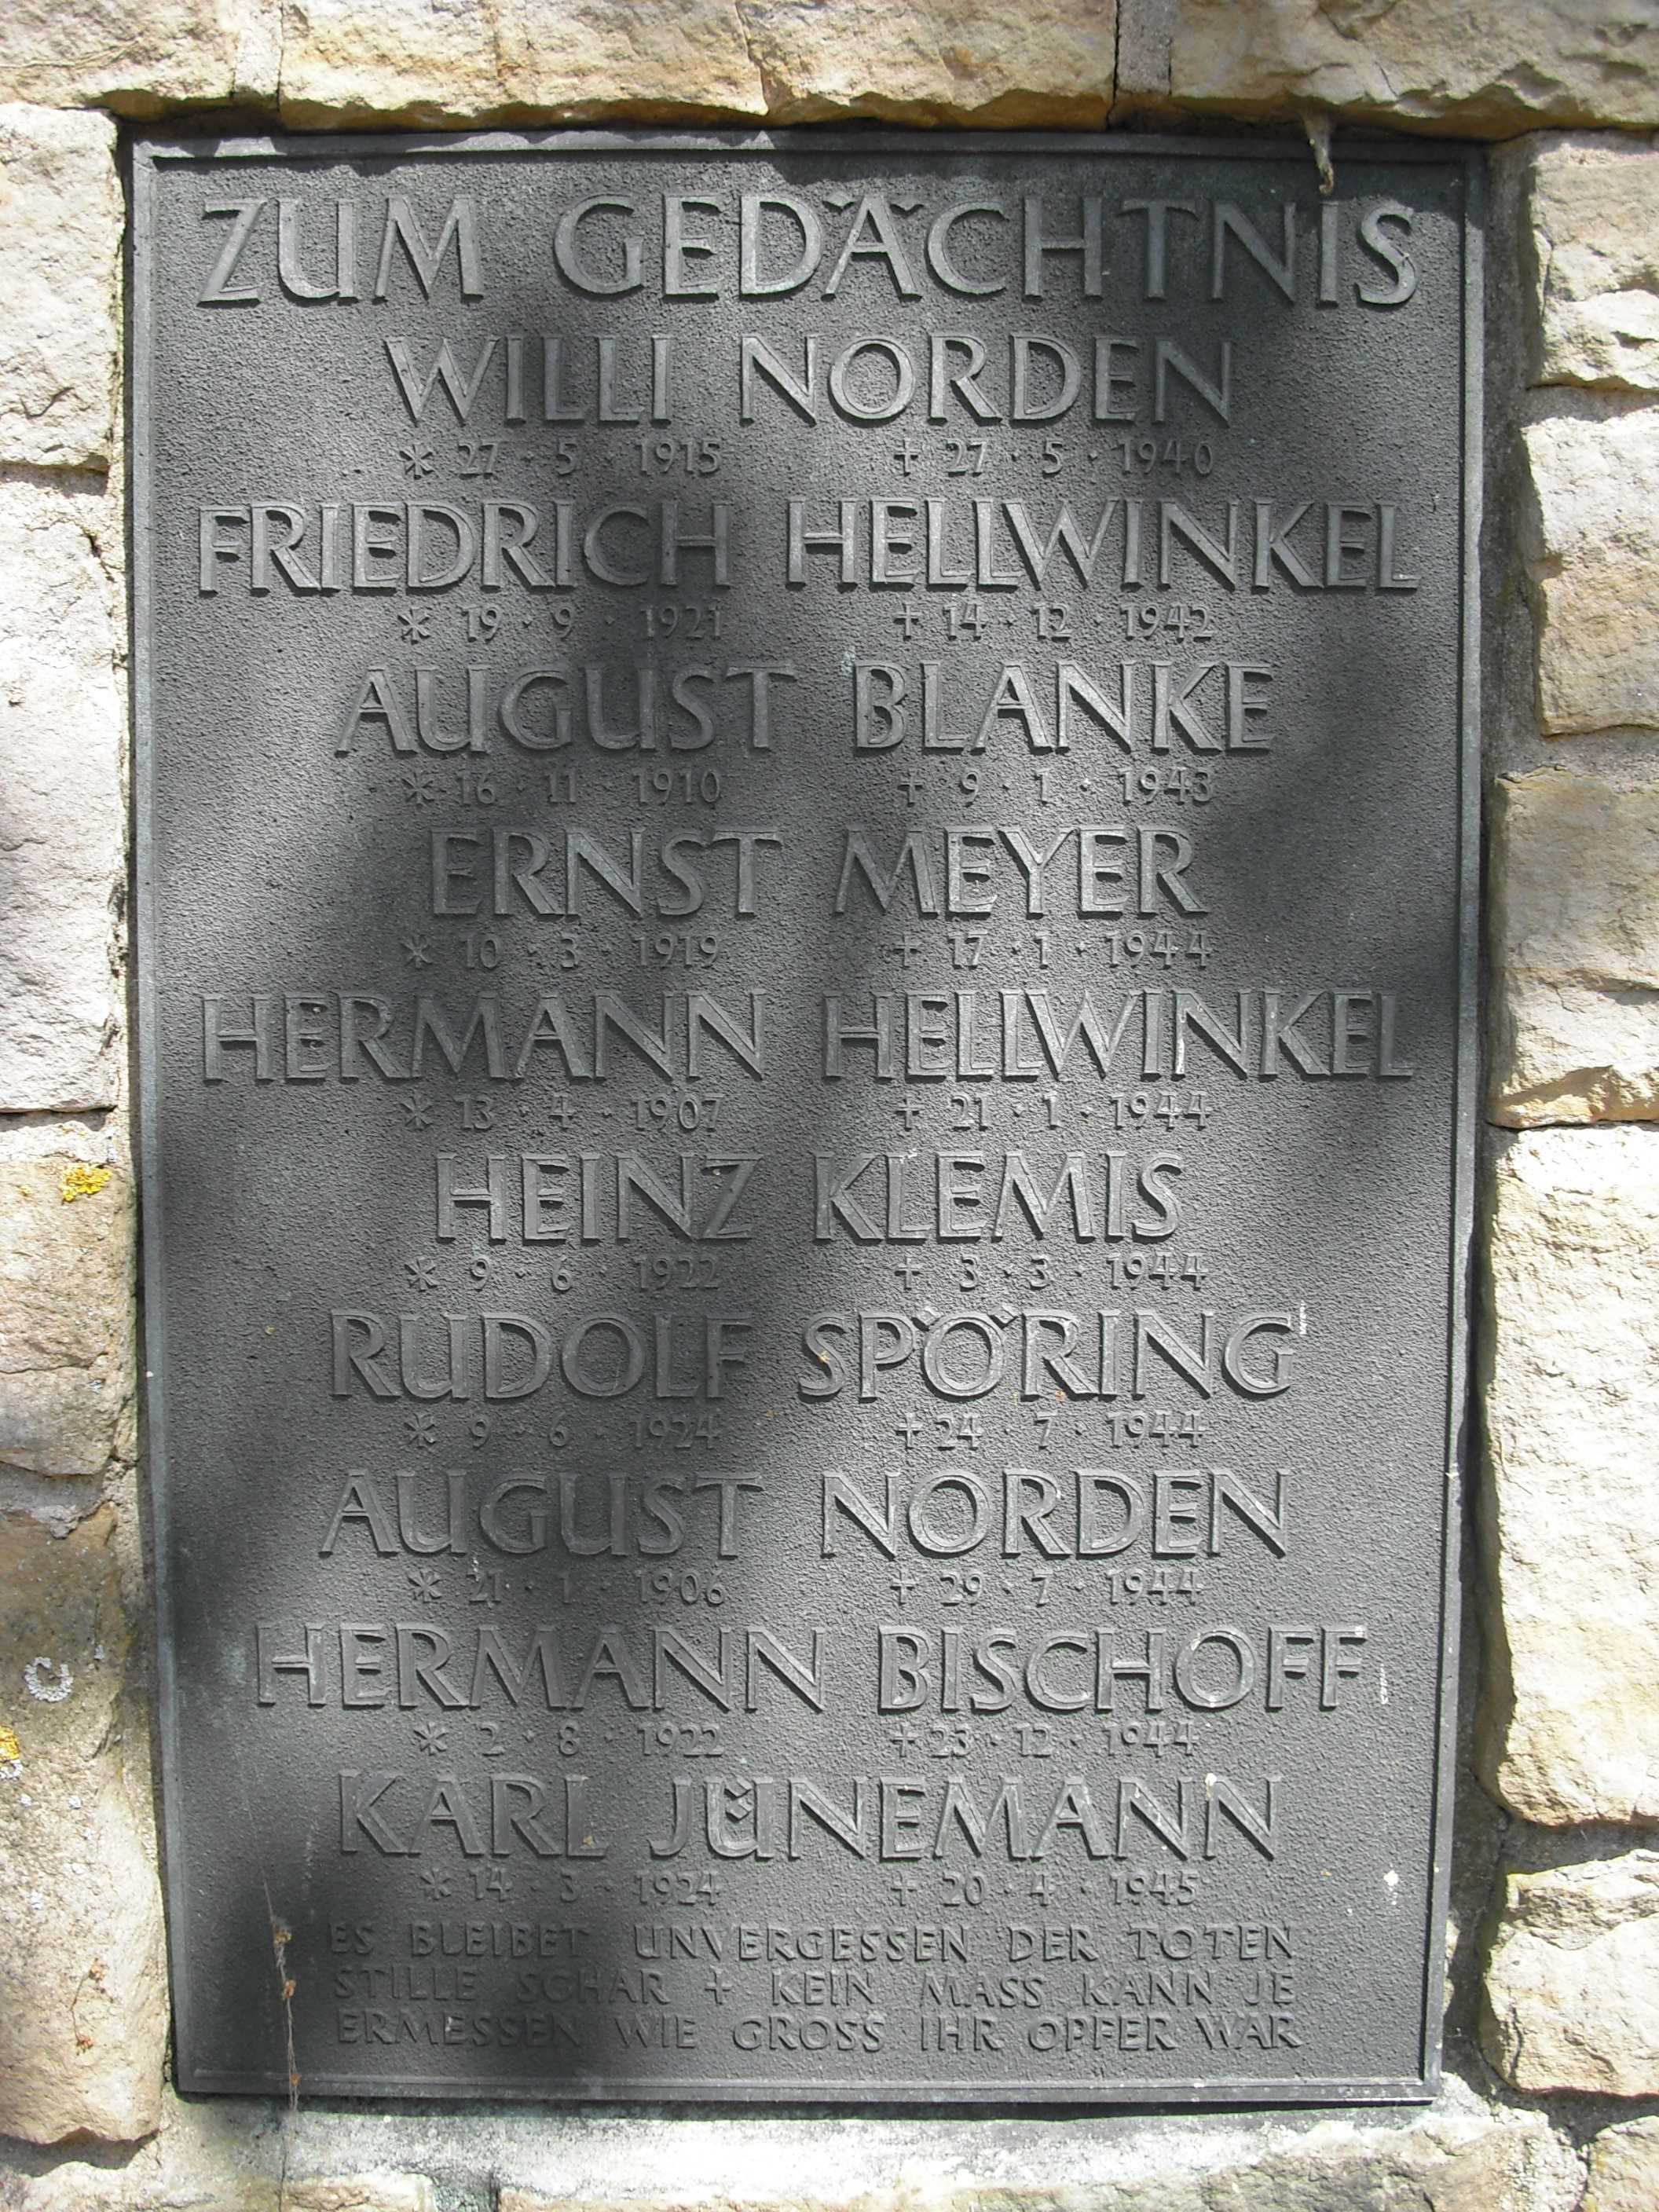 ZUM GEDÄCHTNIS
WILLI NORDEN
* 27 · 5 · 1915 + 27 · 5 · 1940
FRIEDRICH HELLWINKEL
* 19 · 9 · 1921 + 14 · 12 · 1942
AUGUST BLANKE
* 16 · 11 · 1910 + 9 · 1 · 1943
ERNST MEYER
* 10 · 3 · 1919 + 17 · 1 · 1944
HERMANN HELLWINKEL
* 13 · 4 · 1907 + 21 · 1 · 1944
HEINZ KLEMIS
* 9 · 6 · 1922 + 3 · 3 · 1944
RUDOLF SPÖRING
* 9 · 6 · 1924 + 24 · 7 · 1944
AUGUST NORDEN
* 21 · 1 · 1906 + 29 · 7 · 1944
HERMANN BISCHOFF
* 2 · 8 · 1922 + 23 · 12 · 1944
KARL JÜNEMANN
* 14 · 3 · 1924 + 20 · 4 · 1945
ES BLEIBET UNVERGESSEN DER TOTEN
STILLE SCHAR + KEIN MASS KANN JE
ERMESSEN WIE GROSS IHR OPFER WAR